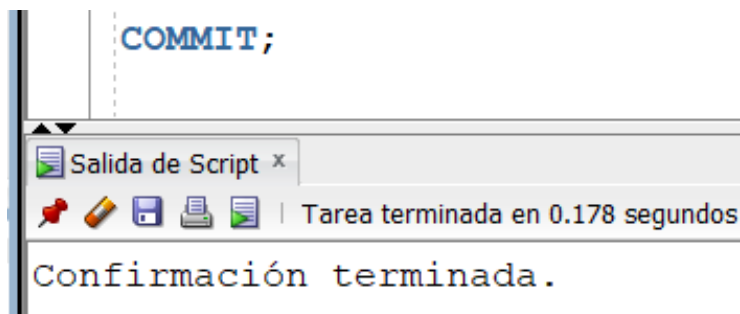 COMMIT;
Salida de Script x
Tarea terminada en 0.178 segundos
Confirmación terminada.